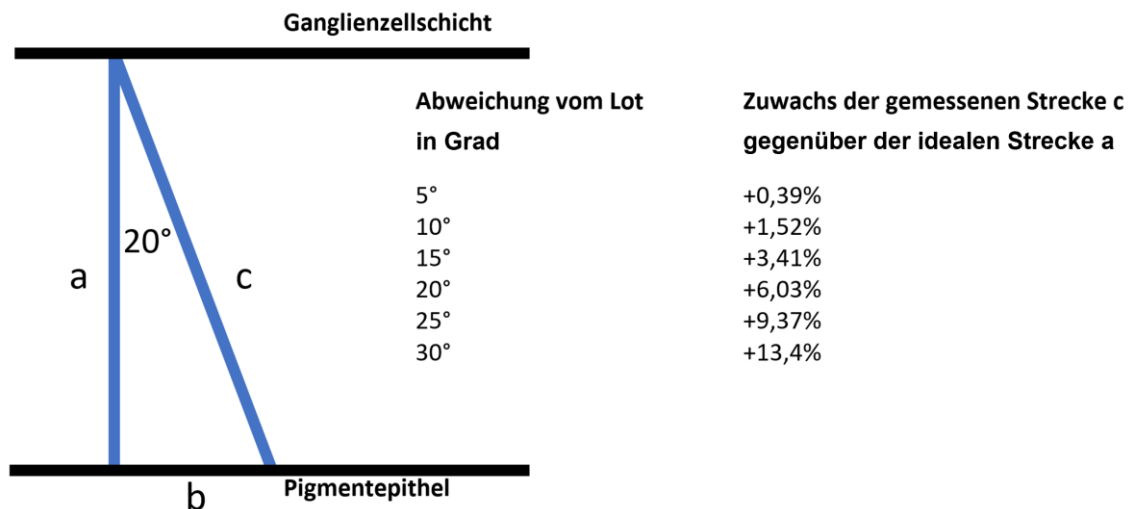 Ganglienzellschicht
Abweichung vom Lot
in Grad
Zuwachs der gemessenen Strecke c
gegenüber der idealen Strecke a
5° +0,39%
10° +1,52%
15° +3,41%
20° +6,03%
25° +9,37%
30° +13,4%
20°
a
c
b
Pigmentepithel